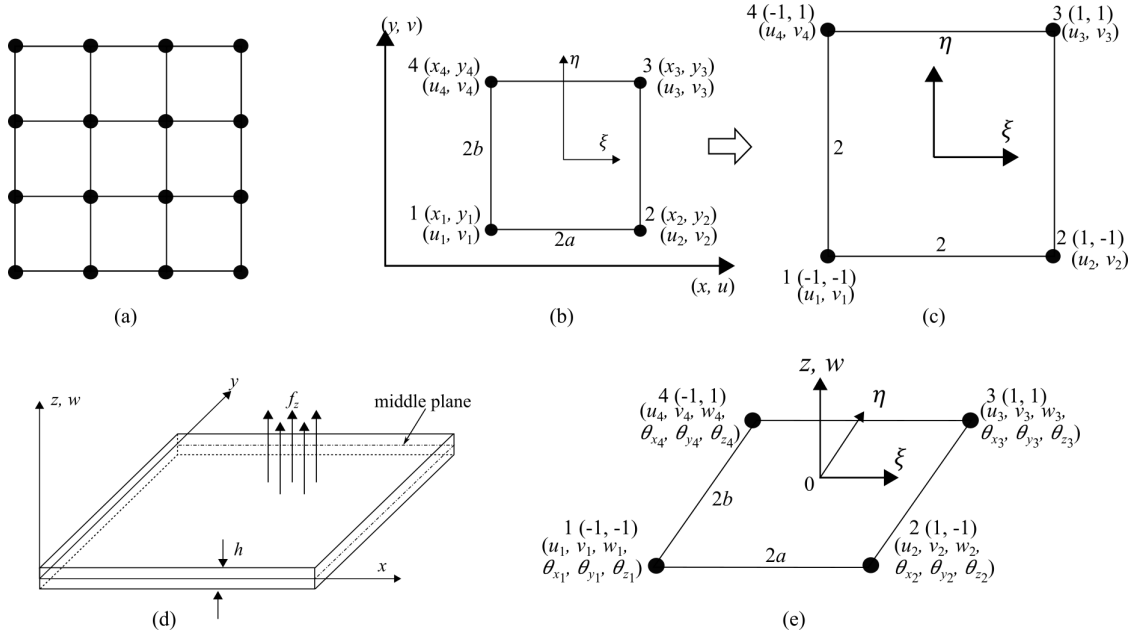 (a)
(y, v)
η
4 (x4, y4)
(u4, v4)
3 (x3, y3)
(u3, v3)
2b
ξ
1 (x1, y1)
(u1, v1)
2 (x2, y2)
(u2, v2)
2a
(x, u)
(b)
4 (-1, 1)
(u4, v4)
3 (1, 1)
(u3, v3)
η
ξ
2
2
2 (1, -1)
(u2, v2)
1 (-1, -1)
(u1, v1)
(c)
z, w
y
fz
middle plane
h
x
(d)
z, w
4 (-1, 1)
(u4, v4, w4,
θx4, θy4, θz4)
η
3 (1, 1)
(u3, v3, w3,
θx3, θy3, θz3)
ξ
0
2b
1 (-1, -1)
(u1, v1, w1,
θx1, θy1, θz1)
2 (1, -1)
(u2, v2, w2,
θx2, θy2, θz2)
2a
(e)